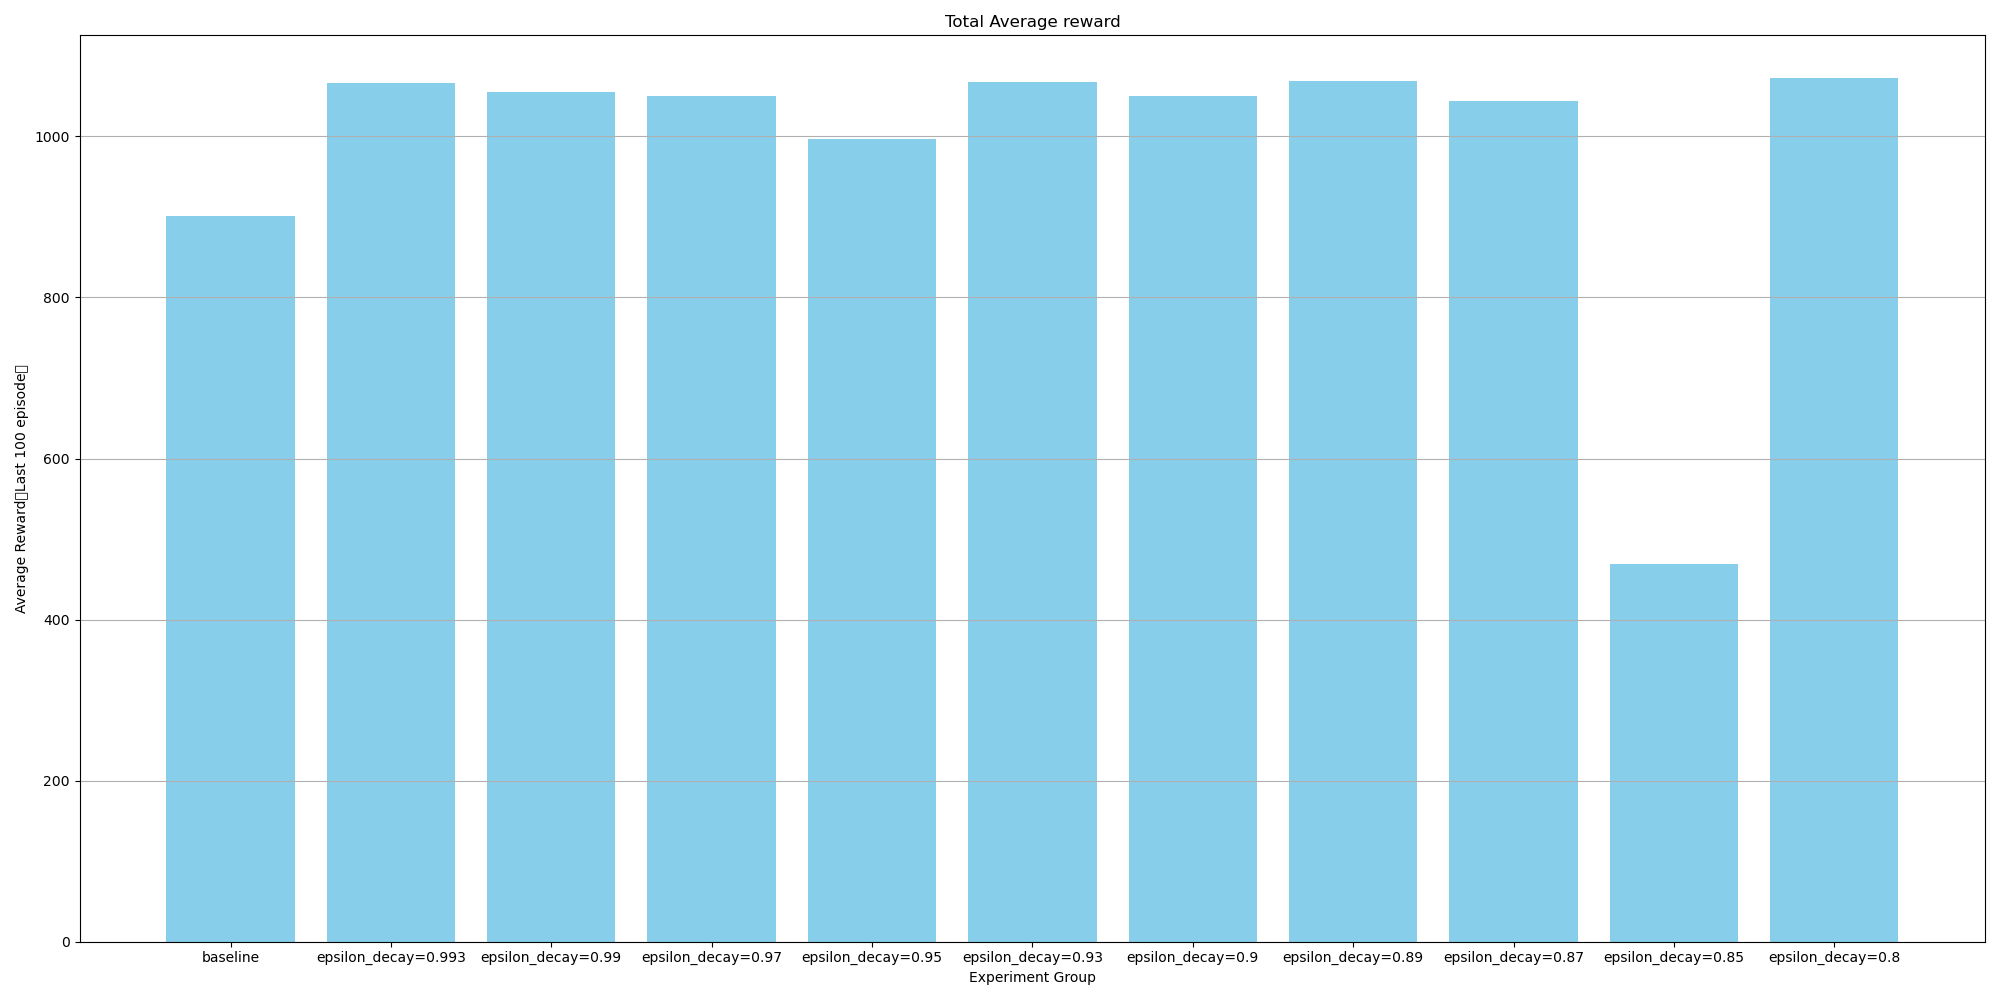 Total Average reward
1000
800
600
400
200
0
Average Reward▯Last 100 episode▯
baseline
epsilon_decay=0.993
epsilon_decay=0.99
epsilon_decay=0.97
epsilon_decay=0.95
epsilon_decay=0.93
epsilon_decay=0.9
epsilon_decay=0.89
epsilon_decay=0.87
epsilon_decay=0.85
epsilon_decay=0.8
Experiment Group